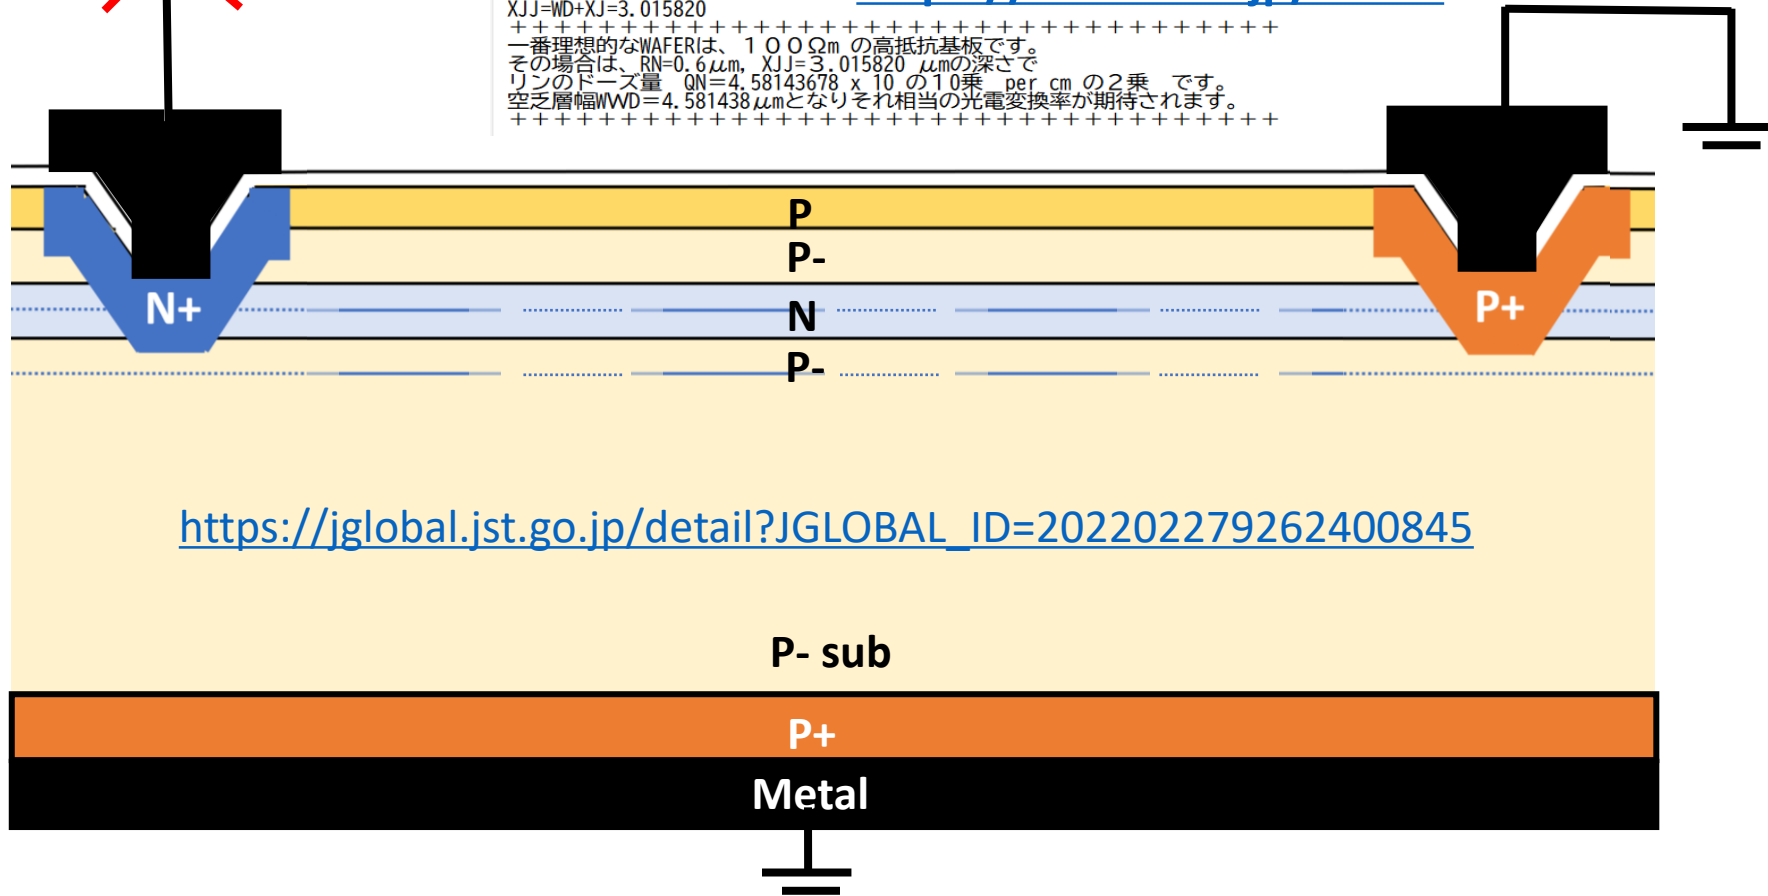 XJJ=WD+XJ=3.015820
++++++++++++++++++++++++++++++++++++++++++
一番理想的なWAFERは、１００Ωm の高抵抗基板です。
その場合は、RN=0.6μm, XJJ=3.015820 μmの深さで
リンのドーズ量　QN=4.58143678 x 10 の10乗　per cm の２乗　です。
空乏層幅WWD=4.581438μmとなりそれ相当の光電変換率が期待されます。
++++++++++++++++++++++++++++++++++++++++++
P
P-
N+
N
P+
P-
https://jglobal.jst.go.jp/detail?JGLOBAL_ID=202202279262400845
P- sub
P+
Metal